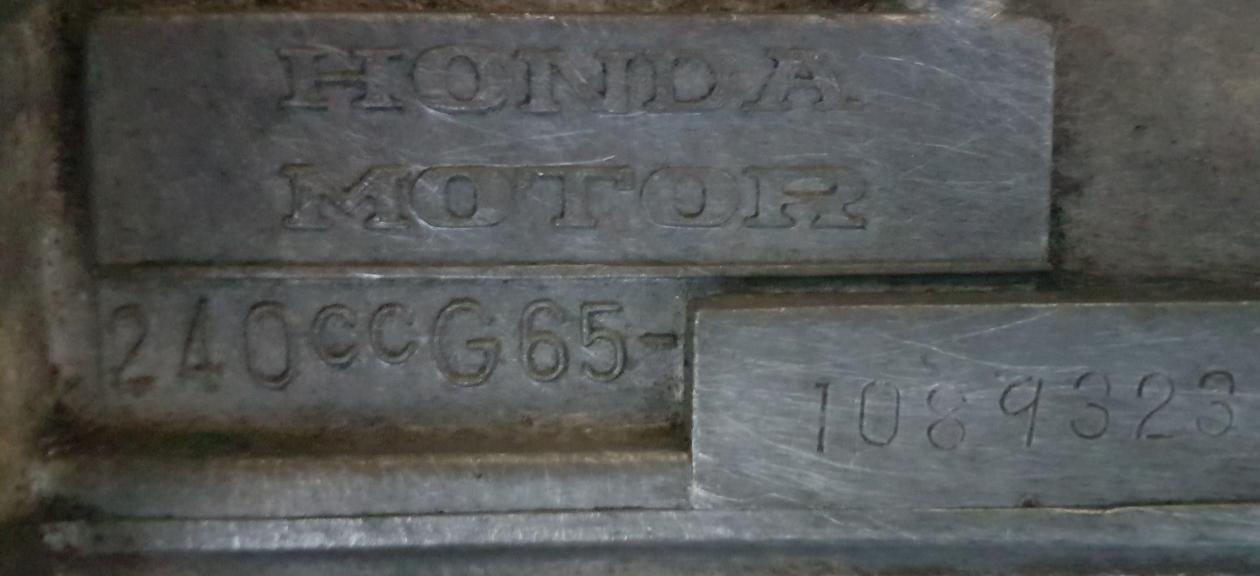 HONDA
MOTOR
240ccG65-
1089323